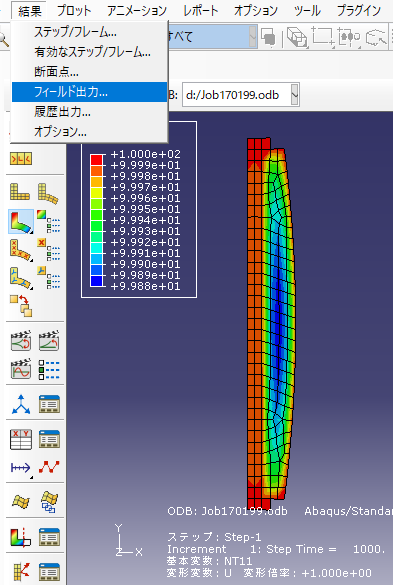 結果 プロット アニメーション レポート オプション ツール プラグイン
ステップ/フレーム...
有効なステップ/フレーム...
断面点...
フィールド出力...
履歴出力...
オプション...
すべて
B: d:/Job170199.odb
+1.000e+02
+9.999e+01
+9.998e+01
+9.997e+01
+9.996e+01
+9.995e+01
+9.994e+01
+9.993e+01
+9.992e+01
+9.991e+01
+9.990e+01
+9.989e+01
+9.988e+01
X Y
ODB: Job170199.odb Abaqus/Standa
Y
X
Z
ステップ: Step-1
Increment 1: Step Time = 1000.
基本変数: NT11
変形変数: U 変形倍率: +1.000e+00